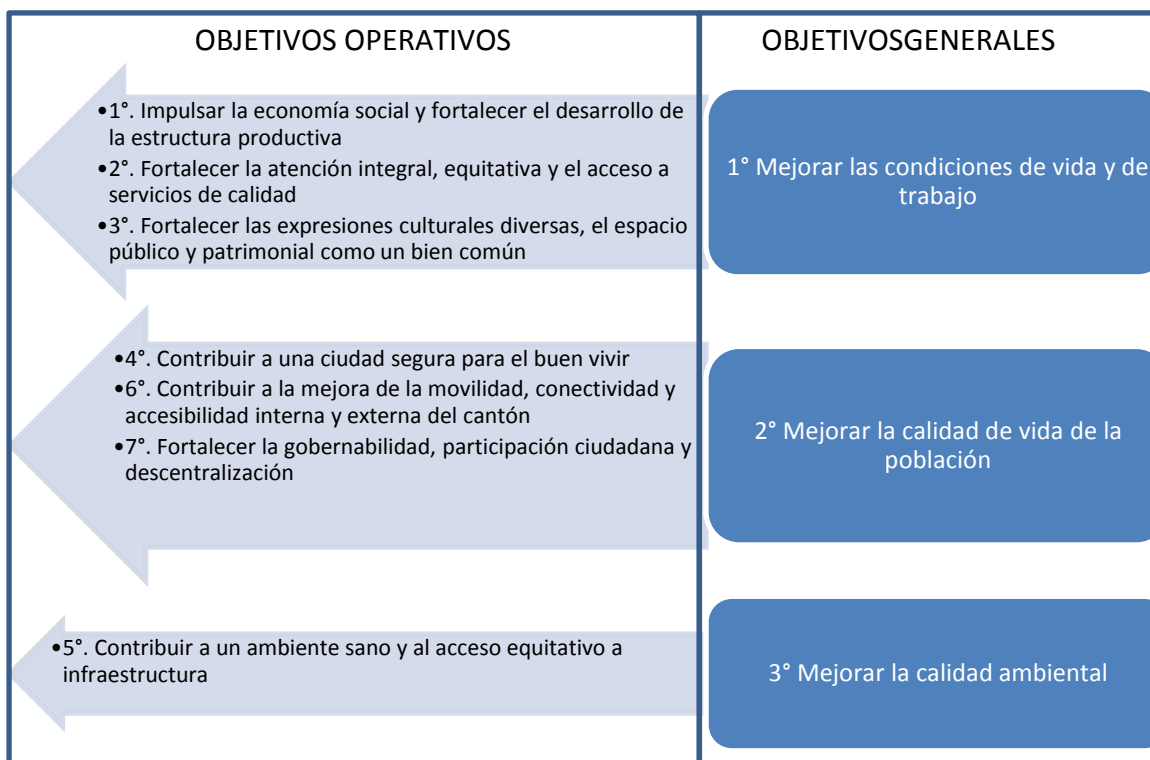 OBJETIVOS OPERATIVOS
OBJETIVOSGENERALES
•1°. Impulsar la economía social y fortalecer el desarrollo de
la estructura productiva
•2°. Fortalecer la atención integral, equitativa y el acceso a
servicios de calidad
•3°. Fortalecer las expresiones culturales diversas, el espacio
público y patrimonial como un bien común
1° Mejorar las condiciones de vida y de
trabajo
•4°. Contribuir a una ciudad segura para el buen vivir
•6°. Contribuir a la mejora de la movilidad, conectividad y
accesibilidad interna y externa del cantón
•7°. Fortalecer la gobernabilidad, participación ciudadana y
descentralización
2° Mejorar la calidad de vida de la
población
•5°. Contribuir a un ambiente sano y al acceso equitativo a
infraestructura
3° Mejorar la calidad ambiental